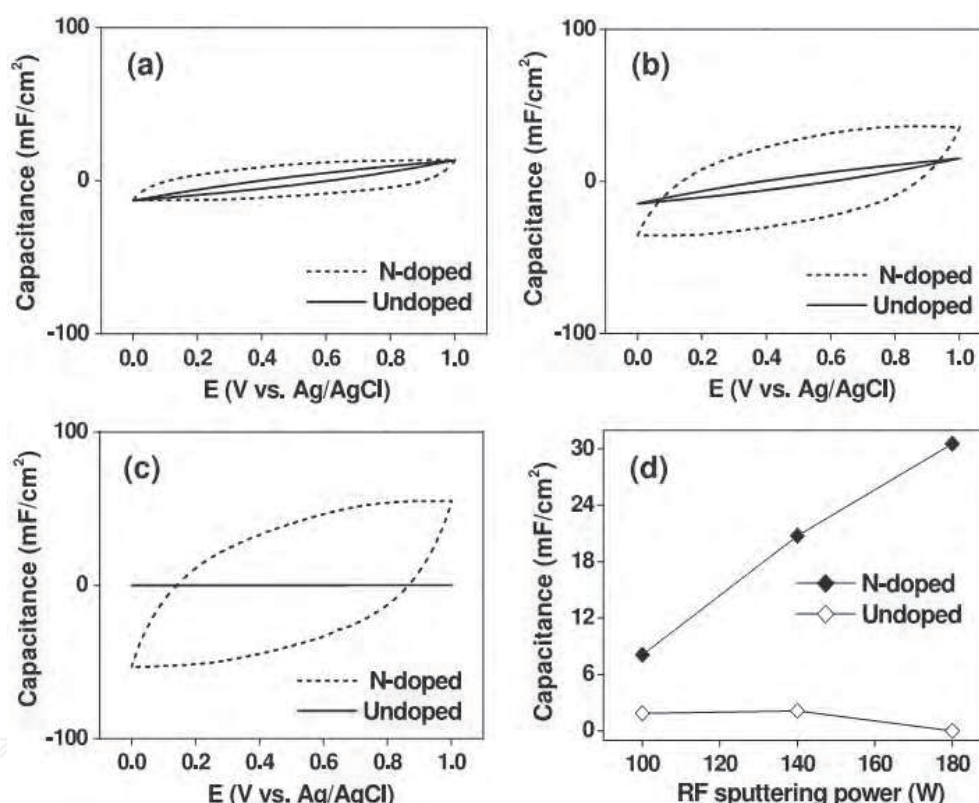 100
(a)
Capacitance (mF/cm²)
0
N-doped
Undoped
-100
0.0 0.2 0.4 0.6 0.8 1.0
E (V vs. Ag/AgCl)
100
(b)
Capacitance (mF/cm²)
0
N-doped
Undoped
-100
0.0 0.2 0.4 0.6 0.8 1.0
E (V vs. Ag/AgCl)
100
(c)
Capacitance (mF/cm²)
0
N-doped
Undoped
-100
0.0 0.2 0.4 0.6 0.8 1.0
E (V vs. Ag/AgCl)
30
(d)
24
Capacitance (mF/cm²)
18
N-doped
12
Undoped
6
0
100 120 140 160 180
RF sputtering power (W)